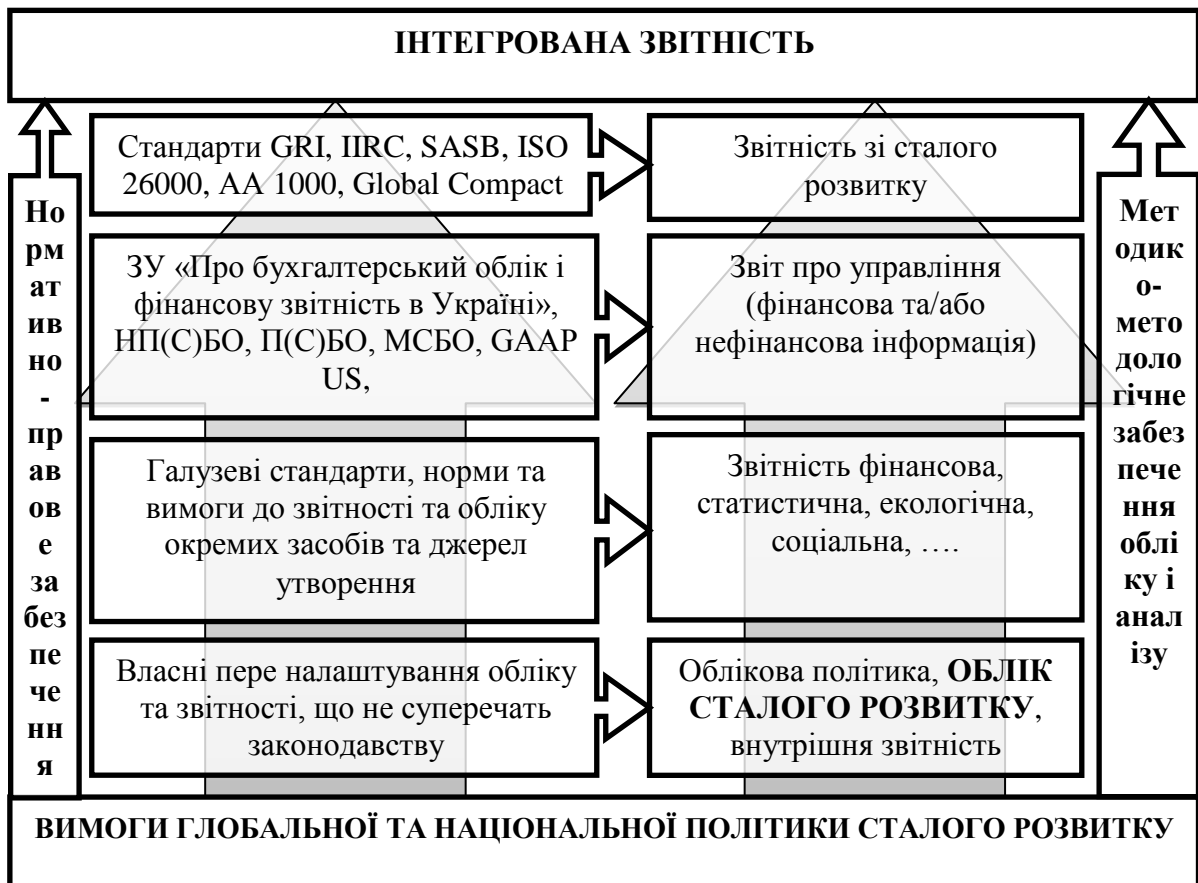 ІНТЕГРОВАНА ЗВІТНІСТЬ
Стандарти GRI, IIRC, SASB, ISO
26000, АА 1000, Global Compact
Звітність зі сталого
розвитку
ЗУ «Про бухгалтерський облік і
фінансову звітність в Україні»,
НП(С)БО, П(С)БО, МСБО, GAAP
US,
Звіт про управління
(фінансова та/або
нефінансова інформація)
Галузеві стандарти, норми та
вимоги до звітності та обліку
окремих засобів та джерел
утворення
Звітність фінансова,
статистична, екологічна,
соціальна, ….
Власні пере налаштування обліку
та звітності, що не суперечать
законодавству
Облікова політика, ОБЛІК
СТАЛОГО РОЗВИТКУ,
внутрішня звітність
Но
рм
ат
ив
но
-
пр
ав
ов
е
за
без
пе
че
нн
я
Мет
одик
о-
мето
доло
гічне
забез
пече
ння
облі
ку і
анал
ізу
ВИМОГИ ГЛОБАЛЬНОЇ ТА НАЦІОНАЛЬНОЇ ПОЛІТИКИ СТАЛОГО РОЗВИТКУ